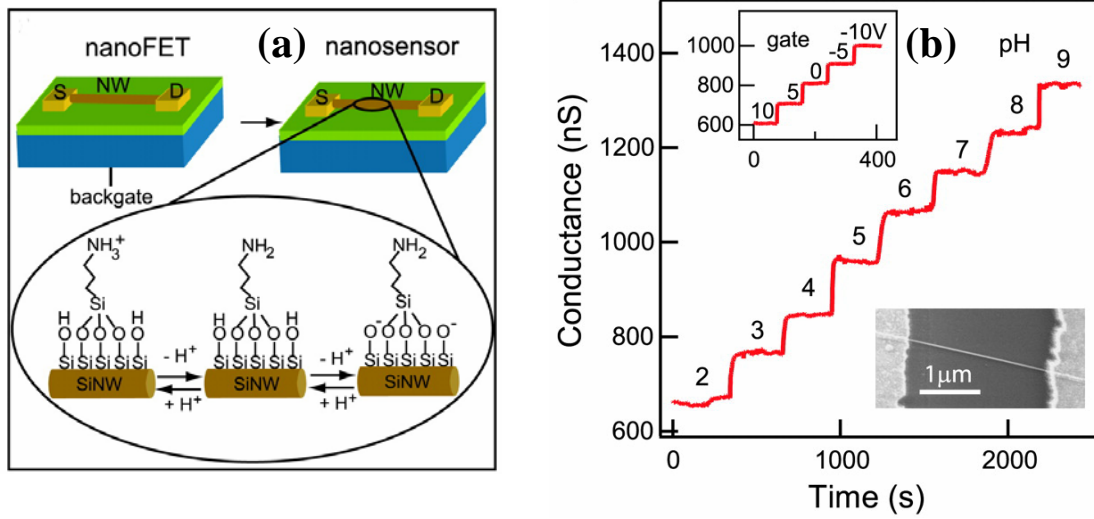 nanoFET
(a)
nanosensor
S
NW
D
S
NW
D
backgate
NH3+
NH2
NH2
Si
Si
Si
H
H
H
H
O O O O O
O O O O O
O- O O O O-
Si Si Si Si Si
Si Si Si Si Si
Si Si Si Si Si
- H+
- H+
SiNW
SiNW
SiNW
+ H+
+ H+
(b)
Conductance (nS)
1400
1200
1000
800
600
0
1000
2000
Time (s)
pH
2
3
4
5
6
7
8
9
gate
1000
800
600
0
200
400
10
5
0
-5
-10V
1µm